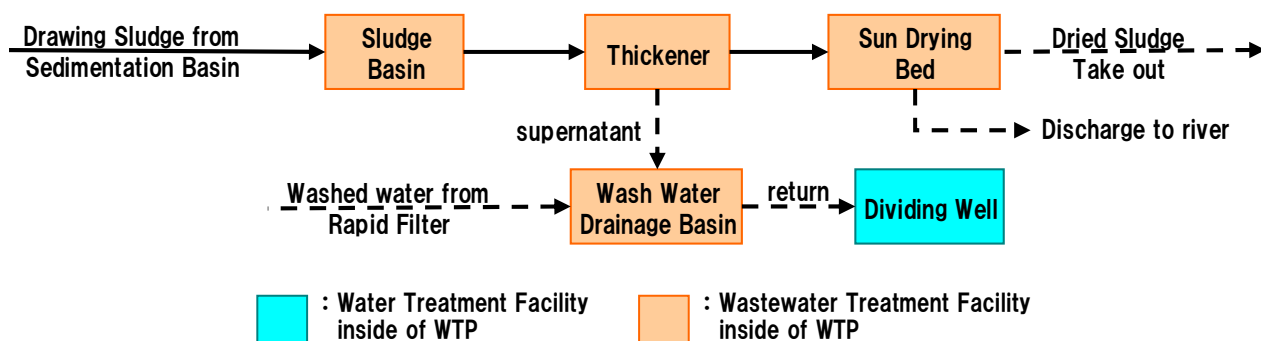 Drawing Sludge from
Sedimentation Basin
Sludge
Basin
Thickener
Sun Drying
Bed
Dried Sludge
Take out
supernatant
Discharge to river
Washed water from
Rapid Filter
Wash Water
Drainage Basin
return
Dividing Well
: Water Treatment Facility
inside of WTP
: Wastewater Treatment Facility
inside of WTP